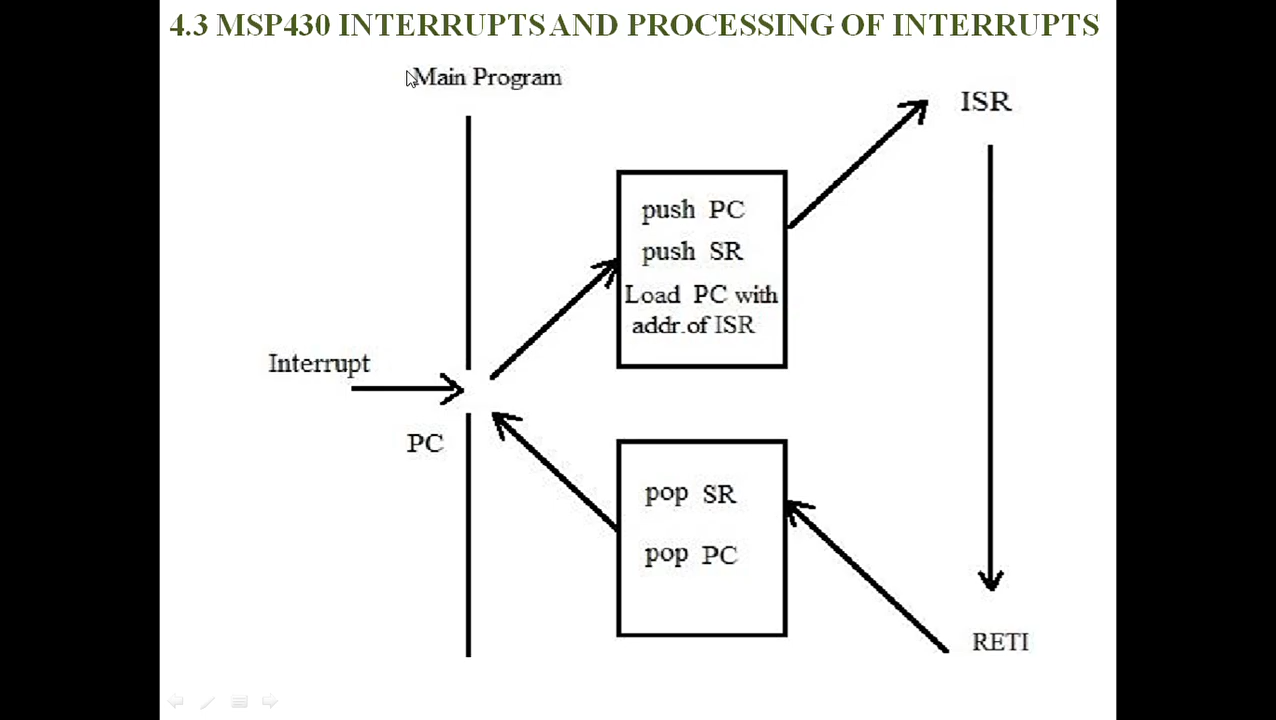 4.3 MSP430 INTERRUPTS AND PROCESSING OF INTERRUPTS
Main Program
ISR
push PC
push SR
Load PC with
addr.of ISR
Interrupt
PC
pop SR
pop PC
RETI